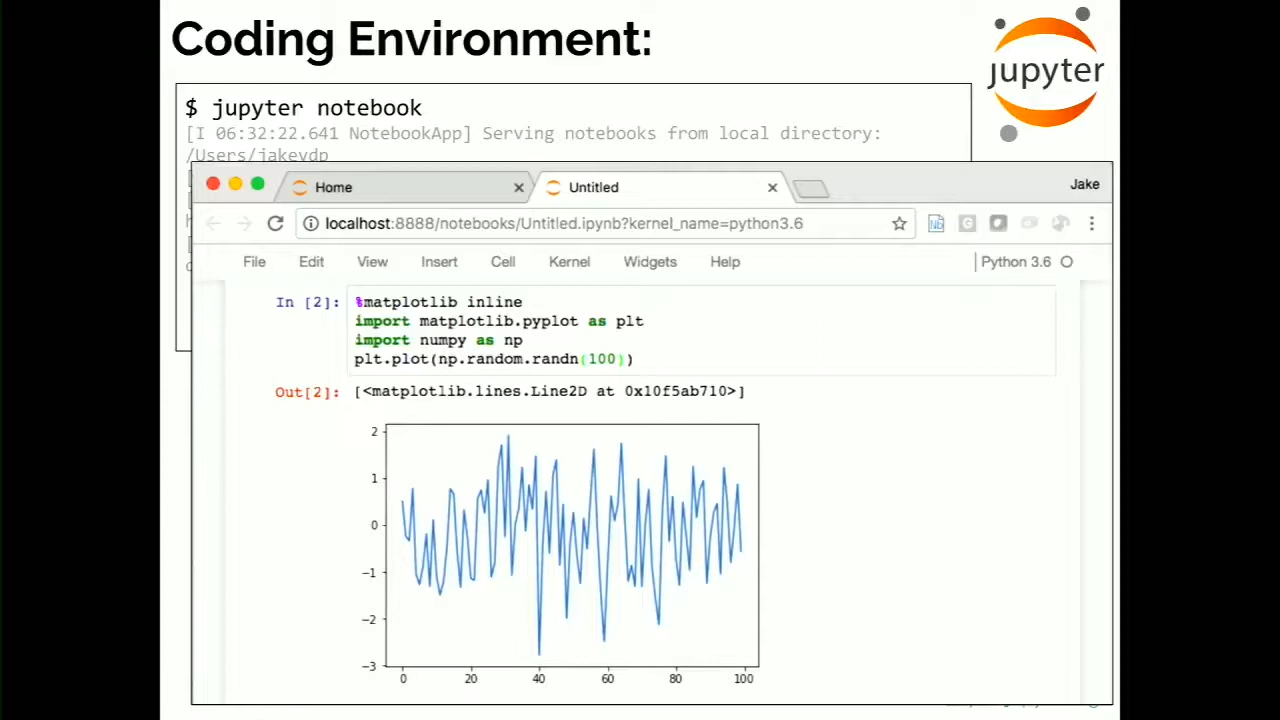 Coding Environment:
jupyter
$ jupyter notebook
[I 06:32:22.641 NotebookApp] Serving notebooks from local directory:
/Users/jakevdp
Home
Untitled
Jake
localhost:8888/notebooks/Untitled.ipynb?kernel_name=python3.6
File Edit View Insert Cell Kernel Widgets Help Python 3.6
In [2]: %matplotlib inline
import matplotlib.pyplot as plt
import numpy as np
plt.plot(np.random.randn(100))
Out[2]: [<matplotlib.lines.Line2D at 0x10f5ab710>]
2
1
0
−1
−2
−3
0 20 40 60 80 100